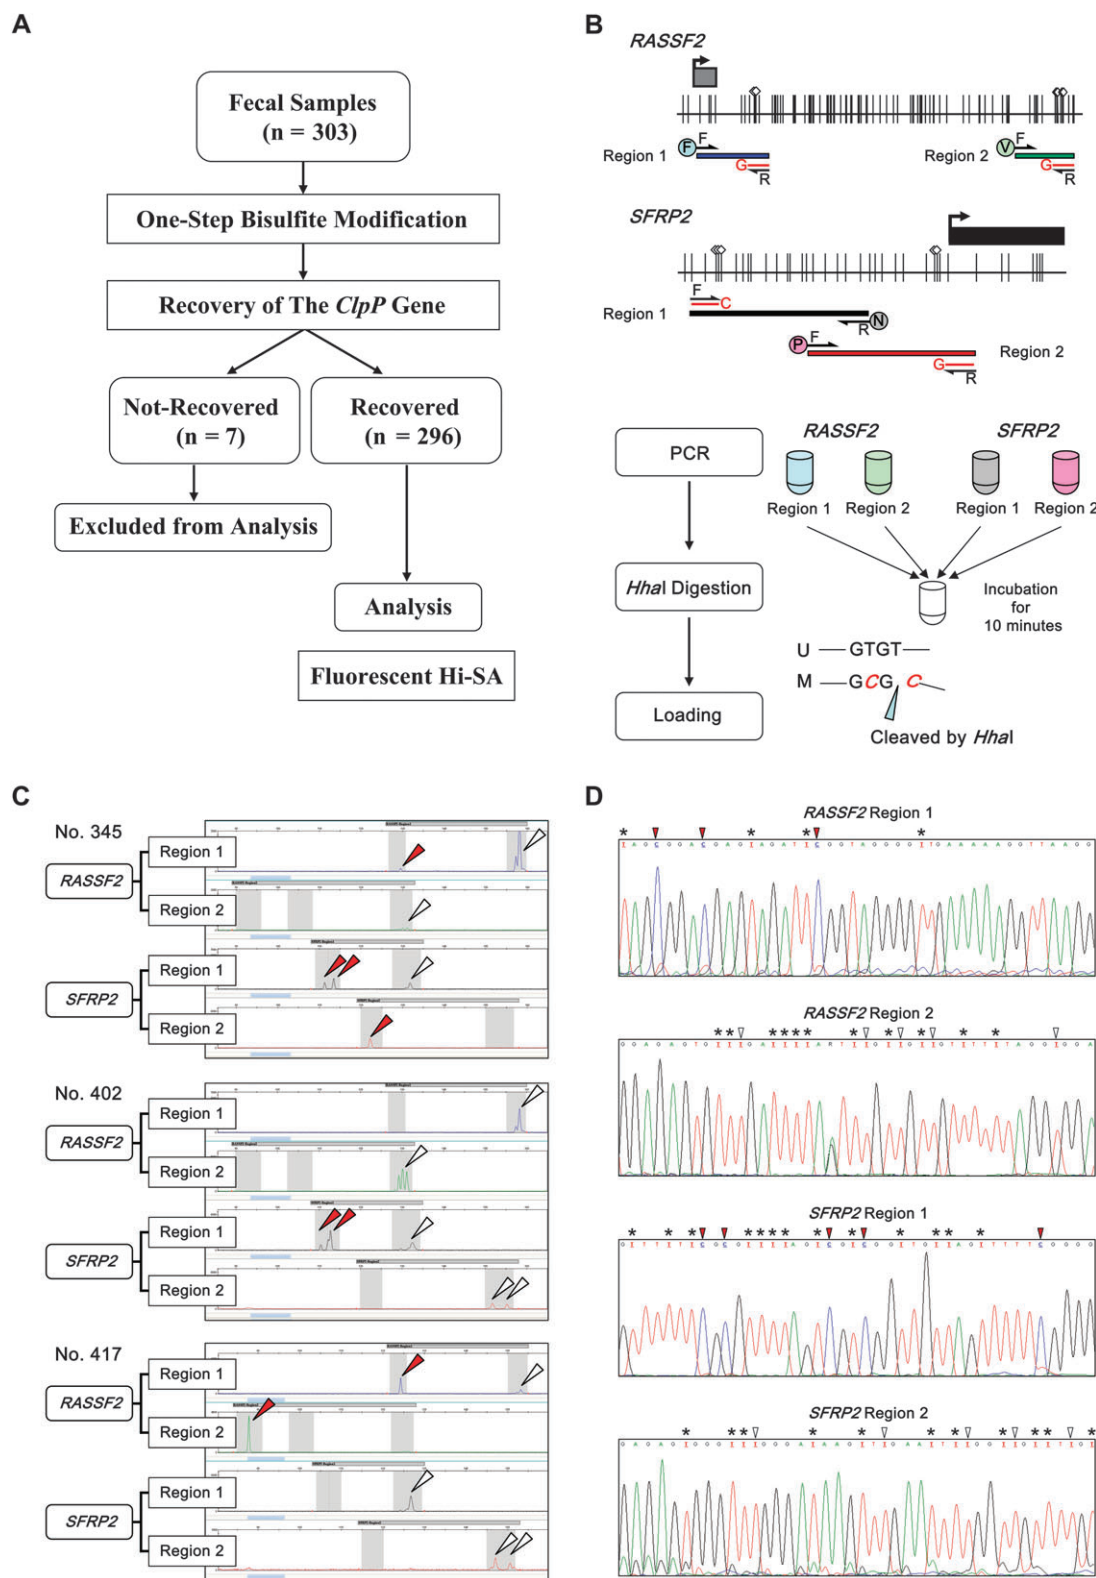 A
Fecal Samples
(n = 303)
One-Step Bisulfite Modification
Recovery of The ClpP Gene
Not-Recovered
(n = 7)
Recovered
(n = 296)
Excluded from Analysis
Analysis
Fluorescent Hi-SA
B
RASSF2
Region 1
F
F
G
R
Region 2
V
F
G
R
SFRP2
Region 1
F
C
R
N
P
F
Region 2
G
R
PCR
HhaI Digestion
Loading
RASSF2
SFRP2
Region 1
Region 2
Region 1
Region 2
Incubation
for
10 minutes
U GTGT
M GCG C
Cleaved by HhaI
C
No. 345
RASSF2
Region 1
Region 2
SFRP2
Region 1
Region 2
No. 402
RASSF2
Region 1
Region 2
SFRP2
Region 1
Region 2
No. 417
RASSF2
Region 1
Region 2
SFRP2
Region 1
Region 2
D
RASSF2 Region 1
RASSF2 Region 2
SFRP2 Region 1
SFRP2 Region 2